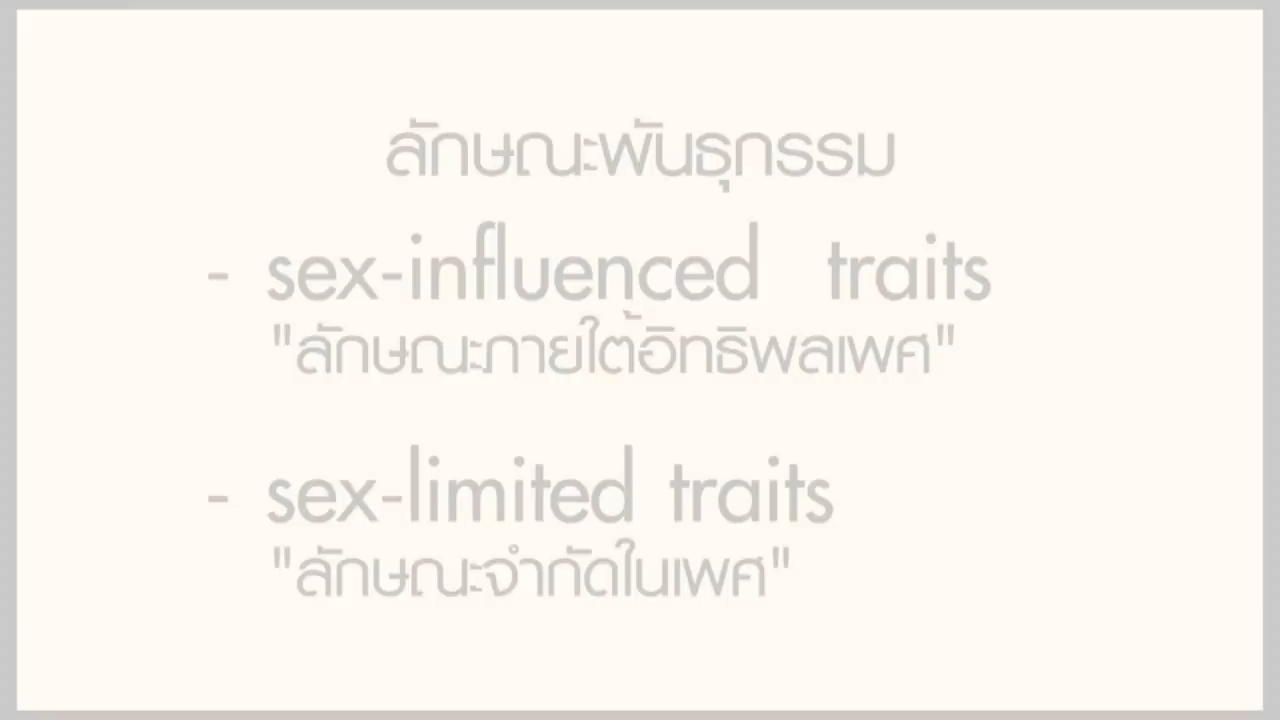 ลักษณะพันธุกรรม
- sex-influenced traits
"ลักษณะภายใต้อิทธิพลเพศ"
- sex-limited traits
"ลักษณะจำกัดในเพศ"